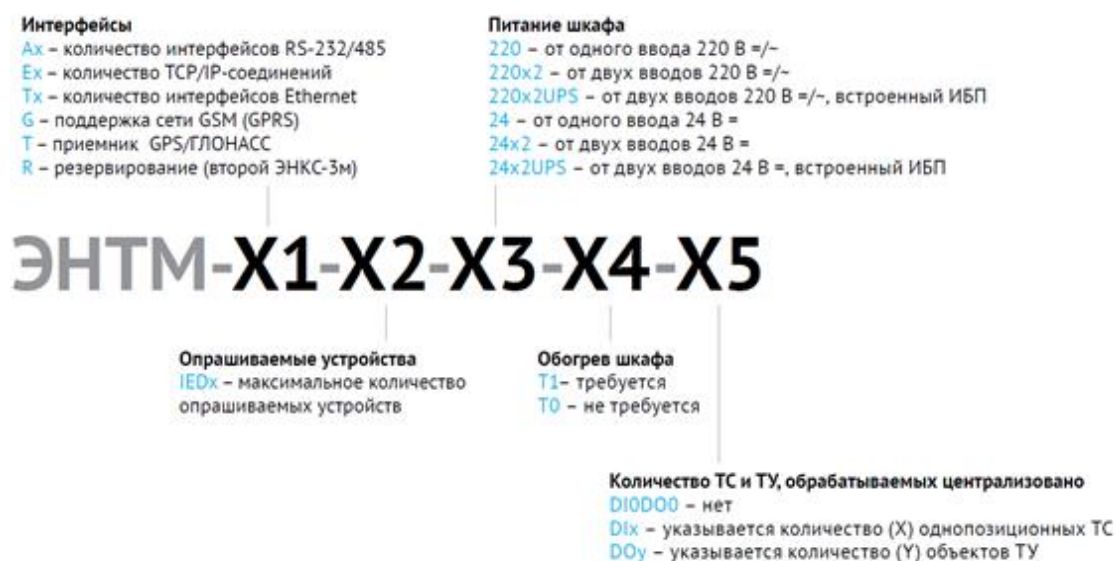 Интерфейсы
Ax – количество интерфейсов RS-232/485
Ex – количество TCP/IP-соединений
Tx – количество интерфейсов Ethernet
G – поддержка сети GSM (GPRS)
T – приемник GPS/ГЛОНАСС
R – резервирование (второй ЭНКС-3м)
Питание шкафа
220 – от одного ввода 220 В =/~
220x2 – от двух вводов 220 В =/~
220x2UPS – от двух вводов 220 В =/~, встроенный ИБП
24 – от одного ввода 24 В =
24x2 – от двух вводов 24 В =
24x2UPS – от двух вводов 24 В =, встроенный ИБП
ЭНТМ-X1-X2-X3-X4-X5
Опрашиваемые устройства
IEDx – максимальное количество
опрашиваемых устройств
Обогрев шкафа
T1– требуется
T0 – не требуется
Количество ТС и ТУ, обрабатываемых централизовано
DI0DO0 – нет
DIx – указывается количество (X) однопозиционных ТС
DOy – указывается количество (Y) объектов ТУ